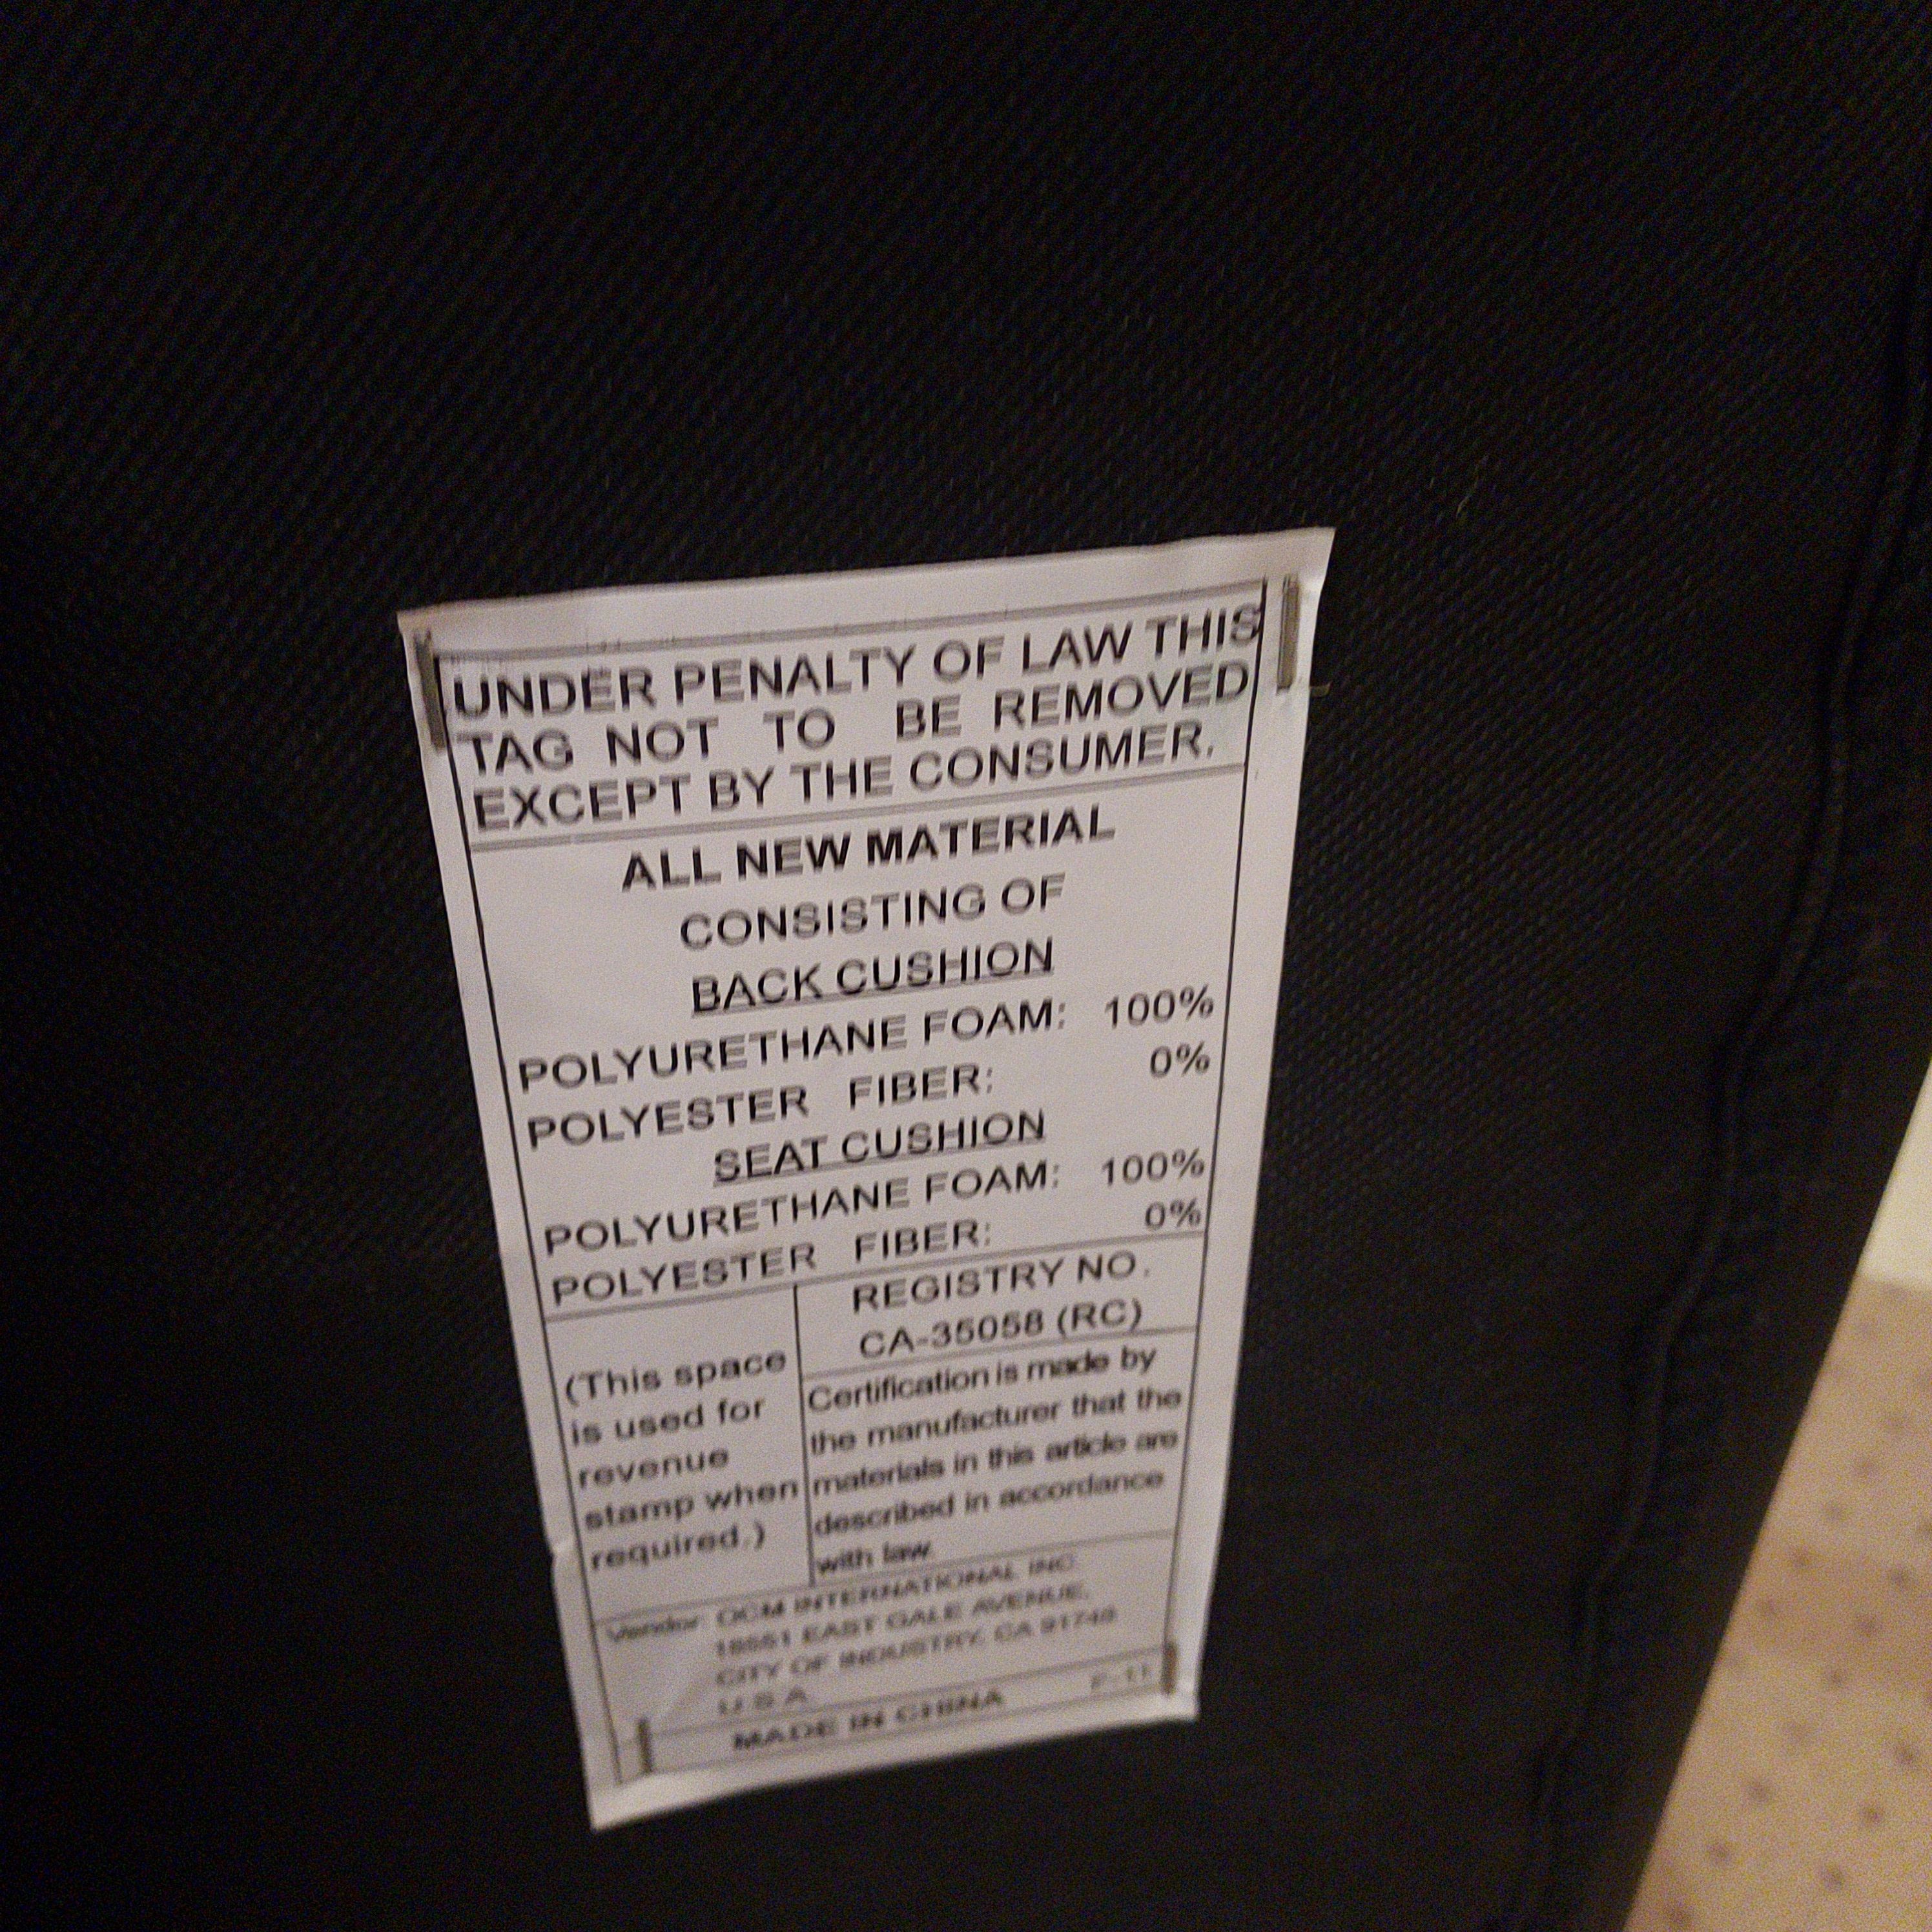 UNDER PENALTY OF LAW THIS
TAG NOT TO BE REMOVED
EXCEPT BY THE CONSUMER.
ALL NEW MATERIAL
CONSISTING OF
BACK CUSHION
POLYURETHANE FOAM: 100%
POLYESTER FIBER: 0%
SEAT CUSHION
POLYURETHANE FOAM: 100%
POLYESTER FIBER: 0%
(This space
is used for
revenue
stamp when
required.)
REGISTRY NO.
CA-35058 (RC)
Certification is made by
the manufacturer that the
materials in this article are
described in accordance
with law.
Vendor: INTERNATIONAL INC.
EAST GALE AVENUE,
CITY OF INDUSTRY, CA 91748
U.S.A.
MADE IN CHINA